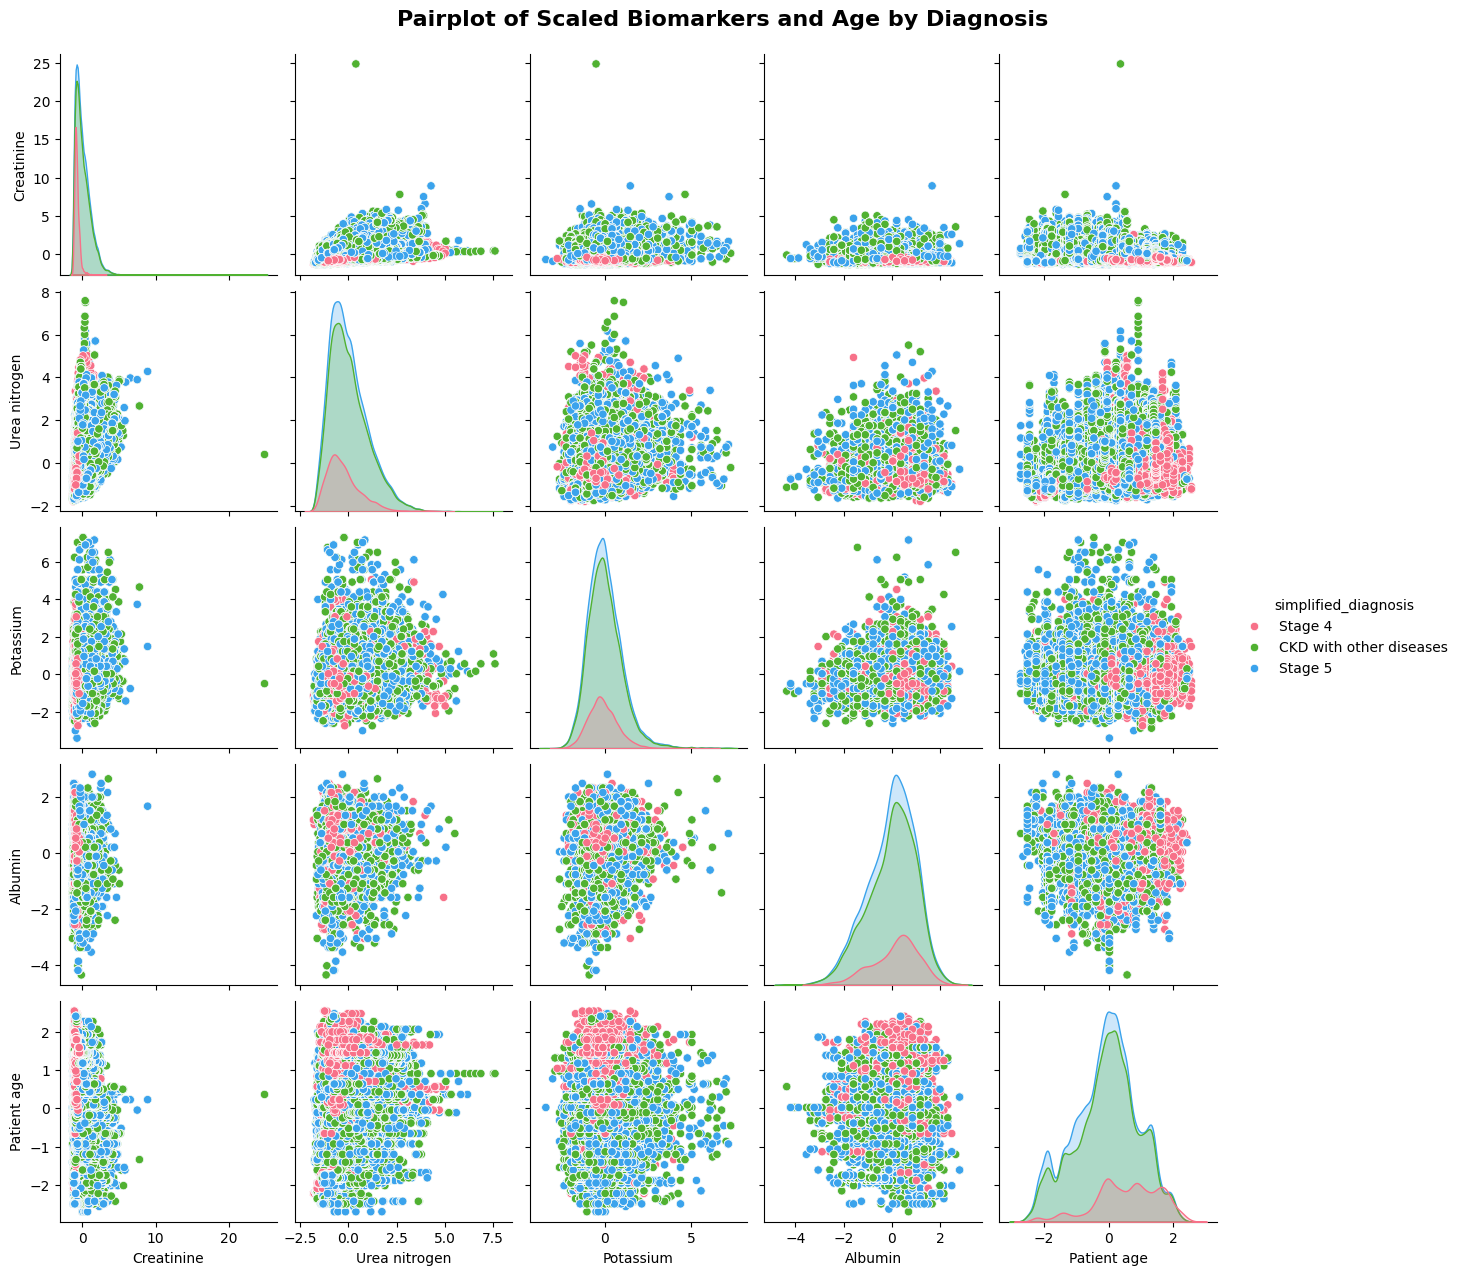 Pairplot of Scaled Biomarkers and Age by Diagnosis
25
20
15
10
5
0
Creatinine
8
6
4
2
0
−2
Urea nitrogen
6
4
2
0
−2
Potassium
simplified_diagnosis
Stage 4
CKD with other diseases
Stage 5
2
0
−2
−4
Albumin
2
1
0
−1
−2
Patient age
0 10 20 −2.5 0.0 2.5 5.0 7.5 0 5 −4 −2 0 2 −2 0 2
Creatinine Urea nitrogen Potassium Albumin Patient age